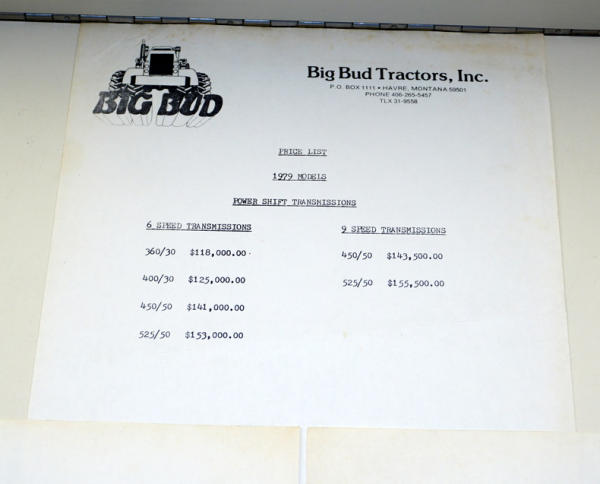 BIG BUD
Big Bud Tractors, Inc.
P.O. BOX 1111 • HAVRE, MONTANA 59501
PHONE 406-265-5457
TLX 31-9558
PRICE LIST
1979 MODELS
POWER SHIFT TRANSMISSIONS
6 SPEED TRANSMISSIONS
360/30 $118,000.00
400/30 $125,000.00
450/50 $141,000.00
525/50 $153,000.00
9 SPEED TRANSMISSIONS
450/50 $143,500.00
525/50 $155,500.00